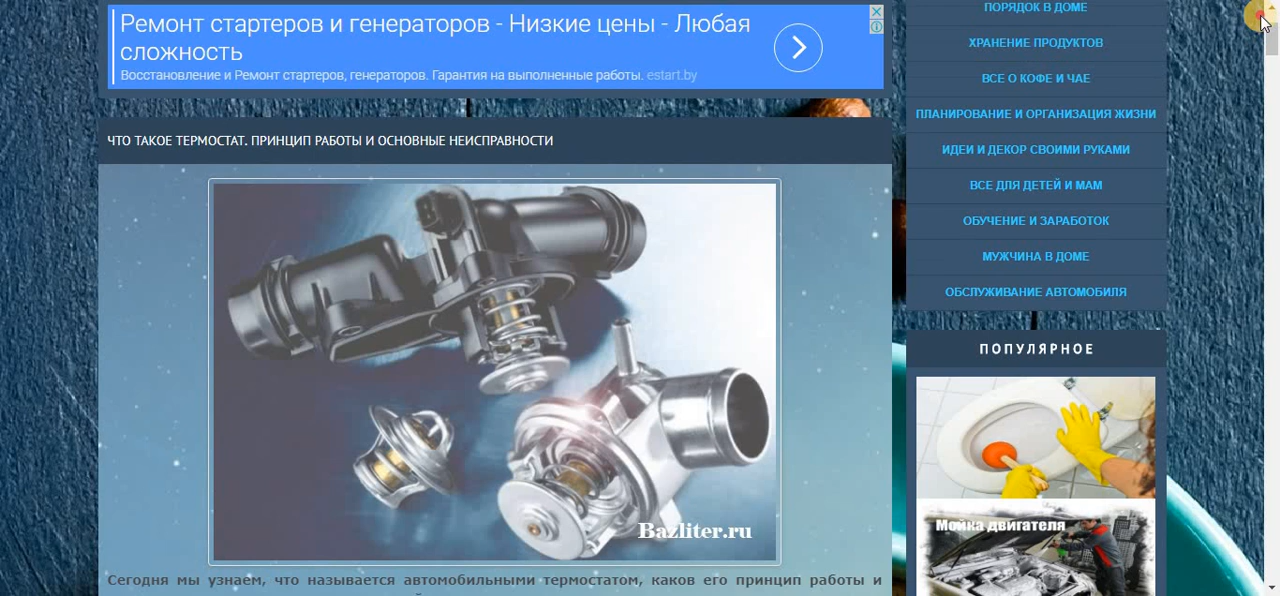 Ремонт стартеров и генераторов - Низкие цены - Любая
сложность
Восстановление и Ремонт стартеров, генераторов. Гарантия на выполненные работы. estart.by
ЧТО ТАКОЕ ТЕРМОСТАТ. ПРИНЦИП РАБОТЫ И ОСНОВНЫЕ НЕИСПРАВНОСТИ
Bazliter.ru
Сегодня мы узнаем, что называется автомобильными термостатом, каков его принцип работы и
ПОРЯДОК В ДОМЕ
ХРАНЕНИЕ ПРОДУКТОВ
ВСЕ О КОФЕ И ЧАЕ
ПЛАНИРОВАНИЕ И ОРГАНИЗАЦИЯ ЖИЗНИ
ИДЕИ И ДЕКОР СВОИМИ РУКАМИ
ВСЕ ДЛЯ ДЕТЕЙ И МАМ
ОБУЧЕНИЕ И ЗАРАБОТОК
МУЖЧИНА В ДОМЕ
ОБСЛУЖИВАНИЕ АВТОМОБИЛЯ
ПОПУЛЯРНОЕ
Мойка двигателя